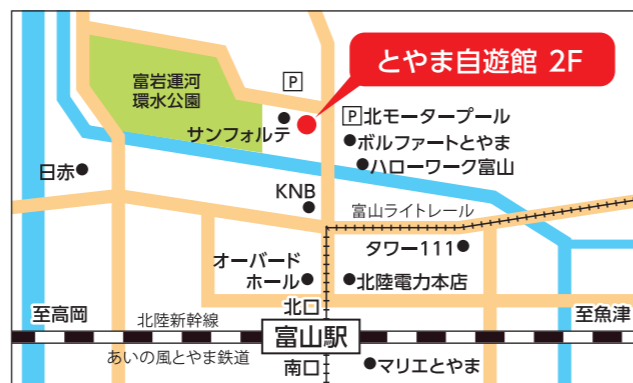 とやま自遊館 2F
富岩運河
環水公園
P
サンフォルテ
P北モータープール
ボルファートとやま
ハローワーク富山
日赤
KNB
富山ライトレール
タワー111
オーバード
ホール
北陸電力本店
北口
至高岡
北陸新幹線
至魚津
富山駅
あいの風とやま鉄道
南口
マリエとやま